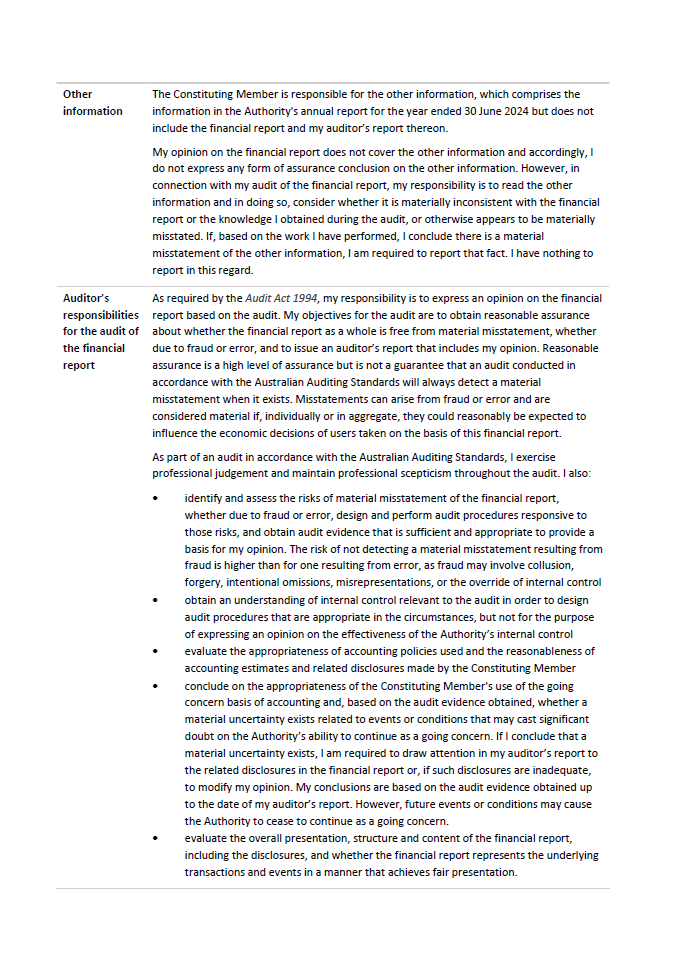 Other
information
The Constituting Member is responsible for the other information, which comprises the
information in the Authority's annual report for the year ended 30 June 2024 but does not
include the financial report and my auditor's report thereon.
My opinion on the financial report does not cover the other information and accordingly, I
do not express any form of assurance conclusion on the other information. However, in
connection with my audit of the financial report, my responsibility is to read the other
information and in doing so, consider whether it is materially inconsistent with the financial
report or the knowledge I obtained during the audit, or otherwise appears to be materially
misstated. If, based on the work I have performed, I conclude there is a material
misstatement of the other information, I am required to report that fact. I have nothing to
report in this regard.
Auditor's
responsibilities
for the audit of
the financial
report
As required by the Audit Act 1994, my responsibility is to express an opinion on the financial
report based on the audit. My objectives for the audit are to obtain reasonable assurance
about whether the financial report as a whole is free from material misstatement, whether
due to fraud or error, and to issue an auditor's report that includes my opinion. Reasonable
assurance is a high level of assurance but is not a guarantee that an audit conducted in
accordance with the Australian Auditing Standards will always detect a material
misstatement when it exists. Misstatements can arise from fraud or error and are
considered material if, individually or in aggregate, they could reasonably be expected to
influence the economic decisions of users taken on the basis of this financial report.
As part of an audit in accordance with the Australian Auditing Standards, I exercise
professional judgement and maintain professional scepticism throughout the audit. I also:
• identify and assess the risks of material misstatement of the financial report,
whether due to fraud or error, design and perform audit procedures responsive to
those risks, and obtain audit evidence that is sufficient and appropriate to provide a
basis for my opinion. The risk of not detecting a material misstatement resulting from
fraud is higher than for one resulting from error, as fraud may involve collusion,
forgery, intentional omissions, misrepresentations, or the override of internal control
• obtain an understanding of internal control relevant to the audit in order to design
audit procedures that are appropriate in the circumstances, but not for the purpose
of expressing an opinion on the effectiveness of the Authority's internal control
• evaluate the appropriateness of accounting policies used and the reasonableness of
accounting estimates and related disclosures made by the Constituting Member
• conclude on the appropriateness of the Constituting Member's use of the going
concern basis of accounting and, based on the audit evidence obtained, whether a
material uncertainty exists related to events or conditions that may cast significant
doubt on the Authority's ability to continue as a going concern. If I conclude that a
material uncertainty exists, I am required to draw attention in my auditor's report to
the related disclosures in the financial report or, if such disclosures are inadequate,
to modify my opinion. My conclusions are based on the audit evidence obtained up
to the date of my auditor's report. However, future events or conditions may cause
the Authority to cease to continue as a going concern.
• evaluate the overall presentation, structure and content of the financial report,
including the disclosures, and whether the financial report represents the underlying
transactions and events in a manner that achieves fair presentation.